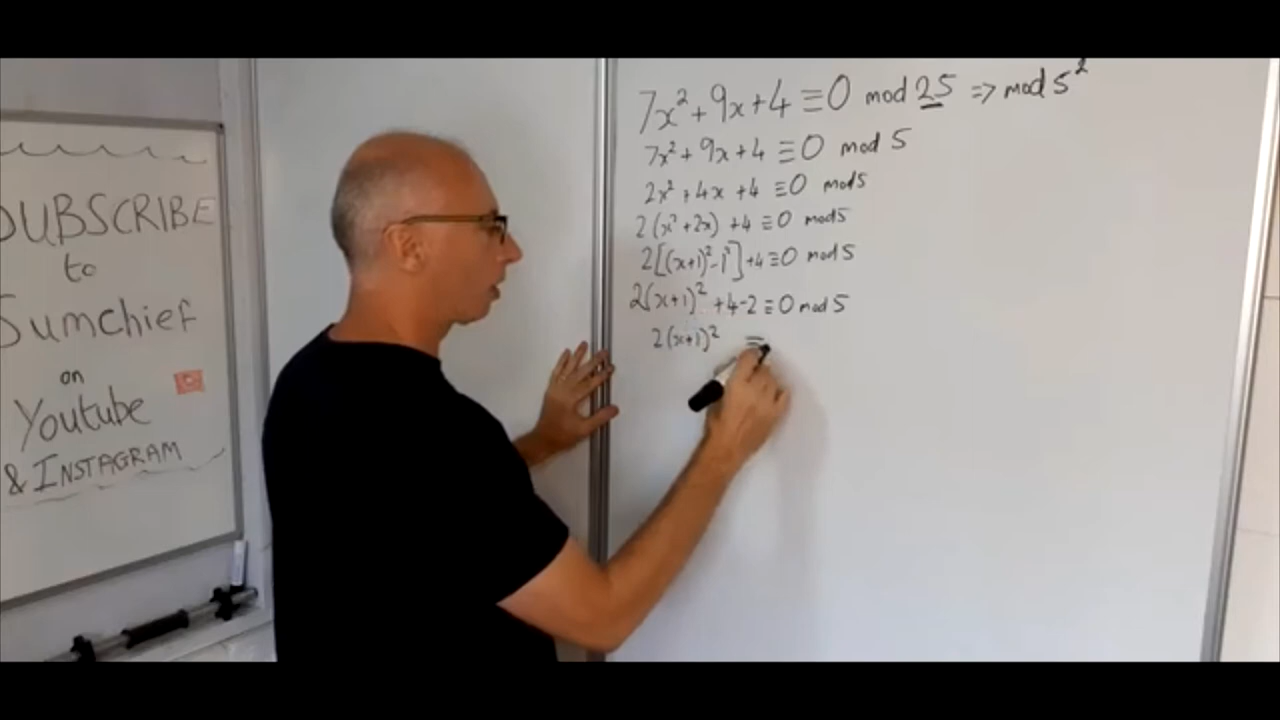 SUBSCRIBE
to
Sumchief
on
Youtube
& INSTAGRAM
7x² + 9x + 4 ≡ 0 mod 25 => mod 5²
7x² + 9x + 4 ≡ 0 mod 5
2x² + 4x + 4 ≡ 0 mod 5
2(x² + 2x) + 4 ≡ 0 mod 5
2[(x+1)² - 1²] + 4 ≡ 0 mod 5
2(x+1)² + 4 - 2 ≡ 0 mod 5
2(x+1)² ≡